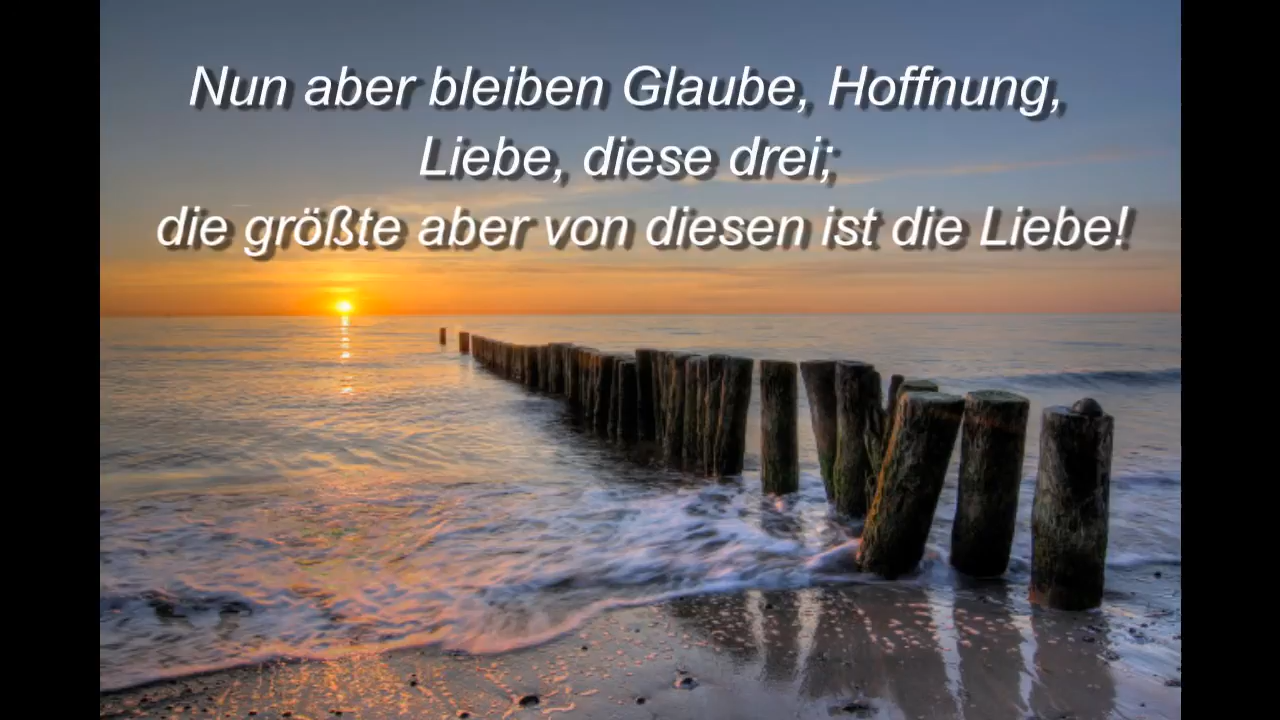 Nun aber bleiben Glaube, Hoffnung,
Liebe, diese drei;
die größte aber von diesen ist die Liebe!